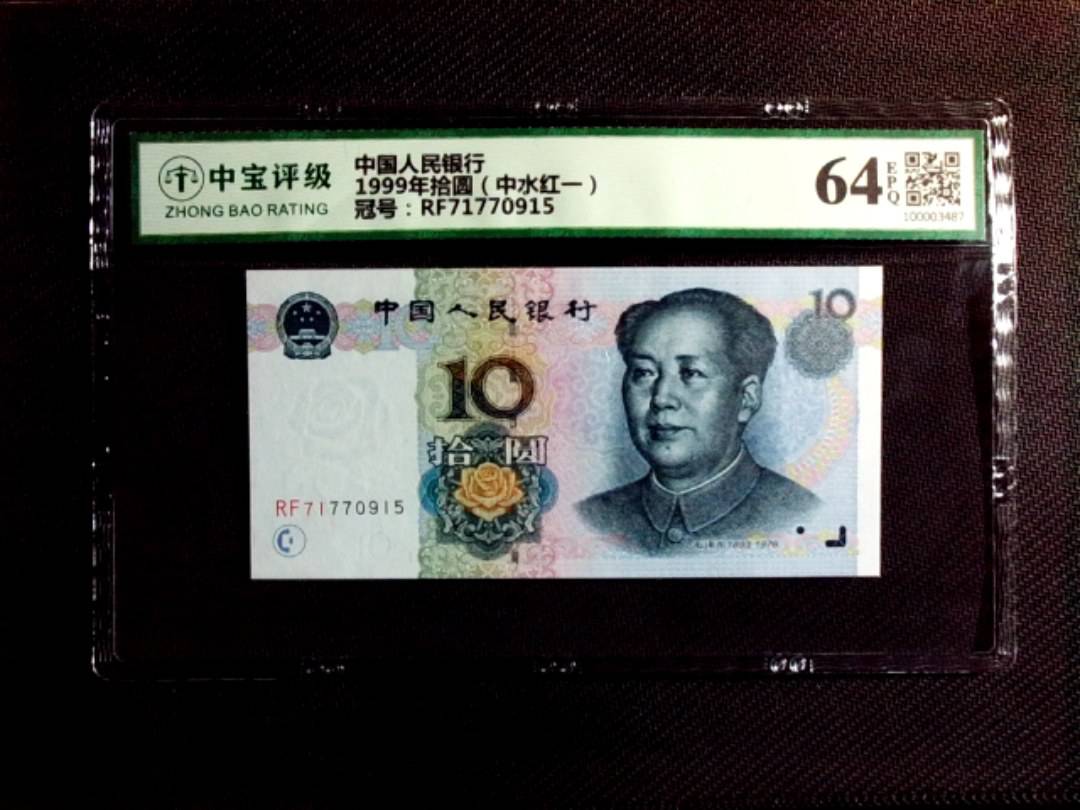 中宝评级
ZHONG BAO RATING
中国人民银行
1999年拾圆（中水红一）
冠号：RF71770915
64
EPQ
100003487
中国人民银行
10
10
拾圆
RF71770915